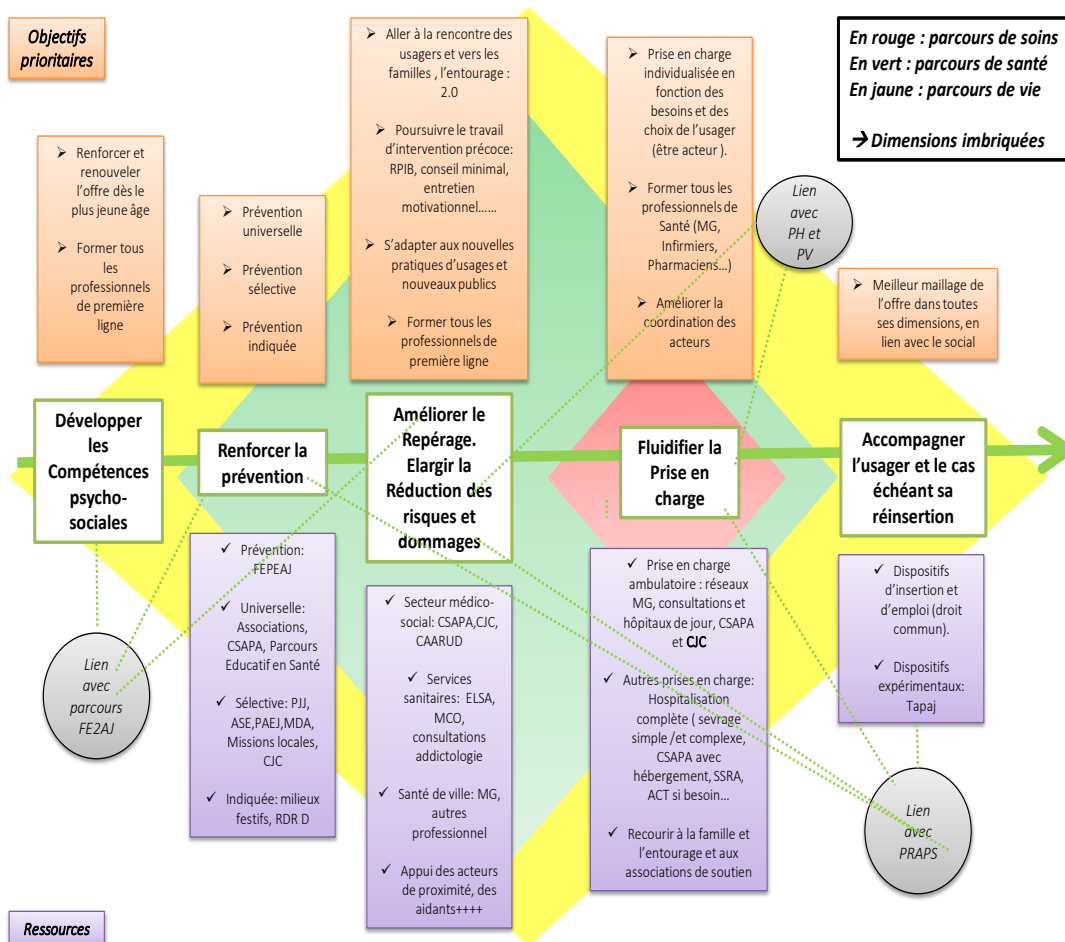 Objectifs
prioritaires
En rouge : parcours de soins
En vert : parcours de santé
En jaune : parcours de vie
→ Dimensions imbriquées
➢ Renforcer et
renouveler
l'offre dès le
plus jeune âge
➢ Former tous
les
professionnels
de première
ligne
➢ Prévention
universelle
➢ Prévention
sélective
➢ Prévention
indiquée
➢ Aller à la rencontre des
usagers et vers les
familles , l'entourage :
2.0
➢ Poursuivre le travail
d'intervention précoce:
RPIB, conseil minimal,
entretien
motivationnel……
➢ S'adapter aux nouvelles
pratiques d'usages et
nouveaux publics
➢ Former tous les
professionnels de
première ligne
➢ Prise en charge
individualisée en
fonction des
besoins et des
choix de l'usager
(être acteur ).
➢ Former tous les
professionnels de
Santé (MG,
Infirmiers,
Pharmaciens…)
➢ Améliorer la
coordination des
acteurs
Lien
avec
PH et
PV
➢ Meilleur maillage de
l'offre dans toutes
ses dimensions, en
lien avec le social
Développer
les
Compétences
psycho-
sociales
Renforcer la
prévention
Améliorer le
Repérage.
Elargir la
Réduction des
risques et
dommages
Fluidifier la
Prise en
charge
Accompagner
l'usager et le cas
échéant sa
réinsertion
Lien
avec
parcours
FE2AJ
✓ Prévention:
FEPEAJ
✓ Universelle:
Associations,
CSAPA, Parcours
Educatif en Santé
✓ Sélective: PJJ,
ASE,PAEJ,MDA,
Missions locales,
CJC
✓ Indiquée: milieux
festifs, RDR D
✓ Secteur médico-
social: CSAPA,CJC,
CAARUD
✓ Services
sanitaires: ELSA,
MCO,
consultations
addictologie
✓ Santé de ville: MG,
autres
professionnel
✓ Appui des acteurs
de proximité, des
aidants++++
✓ Prise en charge
ambulatoire : réseaux
MG, consultations et
hôpitaux de jour, CSAPA
et CJC
✓ Autres prises en charge:
Hospitalisation
complète ( sevrage
simple /et complexe,
CSAPA avec
hébergement, SSRA,
ACT si besoin…
✓ Recourir à la famille et
l'entourage et aux
associations de soutien
✓ Dispositifs
d'insertion et
d'emploi (droit
commun).
✓ Dispositifs
expérimentaux:
Tapaj
Lien
avec
PRAPS
Ressources